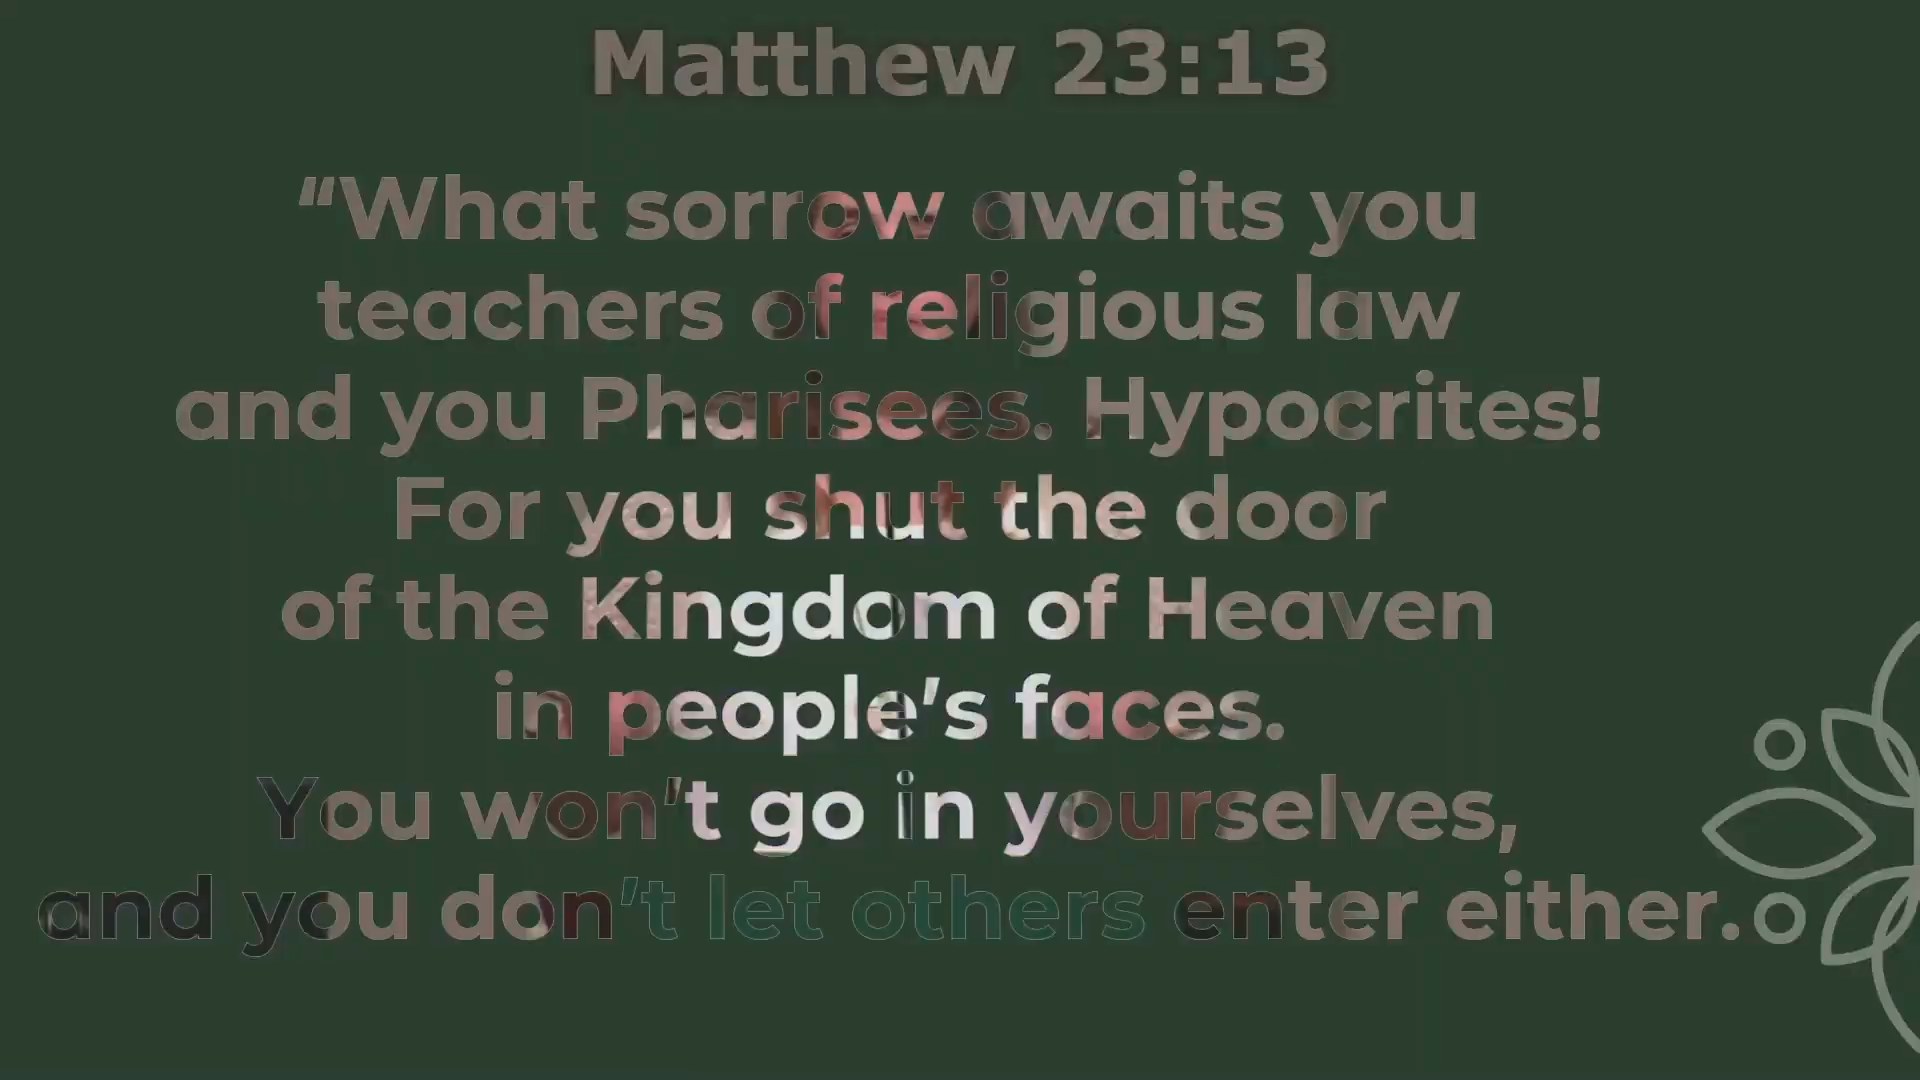 Matthew 23:13
“What sorrow awaits you
teachers of religious law
and you Pharisees. Hypocrites!
For you shut the door
of the Kingdom of Heaven
in people’s faces.
You won’t go in yourselves,
and you don’t let others enter either.